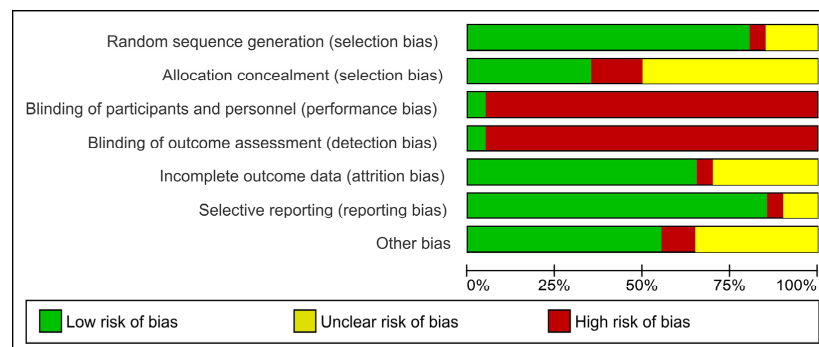 Random sequence generation (selection bias)
Allocation concealment (selection bias)
Blinding of participants and personnel (performance bias)
Blinding of outcome assessment (detection bias)
Incomplete outcome data (attrition bias)
Selective reporting (reporting bias)
Other bias
0% 25% 50% 75% 100%
Low risk of bias Unclear risk of bias High risk of bias